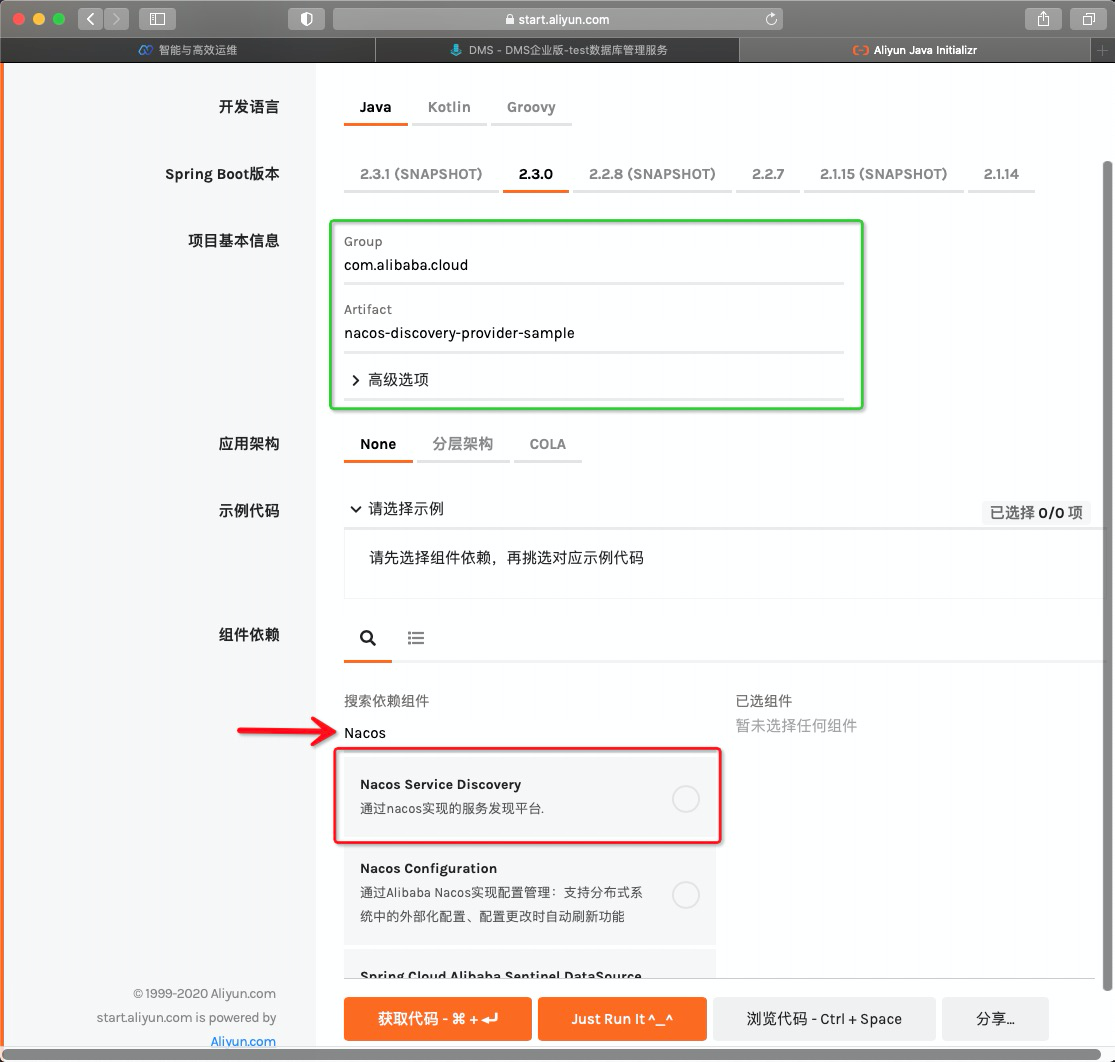 start.aliyun.com
智能与高效运维
DMS - DMS企业版-test数据库管理服务
Aliyun Java Initializr
开发语言
Java
Kotlin
Groovy
Spring Boot版本
2.3.1 (SNAPSHOT)
2.3.0
2.2.8 (SNAPSHOT)
2.2.7
2.1.15 (SNAPSHOT)
2.1.14
项目基本信息
Group
com.alibaba.cloud
Artifact
nacos-discovery-provider-sample
高级选项
应用架构
None
分层架构
COLA
示例代码
请选择示例
已选择 0/0 项
请先选择组件依赖，再挑选对应示例代码
组件依赖
搜索依赖组件
已选组件
Nacos
暂未选择任何组件
Nacos Service Discovery
通过nacos实现的服务发现平台.
Nacos Configuration
通过Alibaba Nacos实现配置管理：支持分布式系
统中的外部化配置、配置更改时自动刷新功能
Spring Cloud Alibaba Sentinel DataSource
© 1999-2020 Aliyun.com
start.aliyun.com is powered by
Aliyun.com
获取代码 - ⌘ + ↵
Just Run It ^_^
浏览代码 - Ctrl + Space
分享...